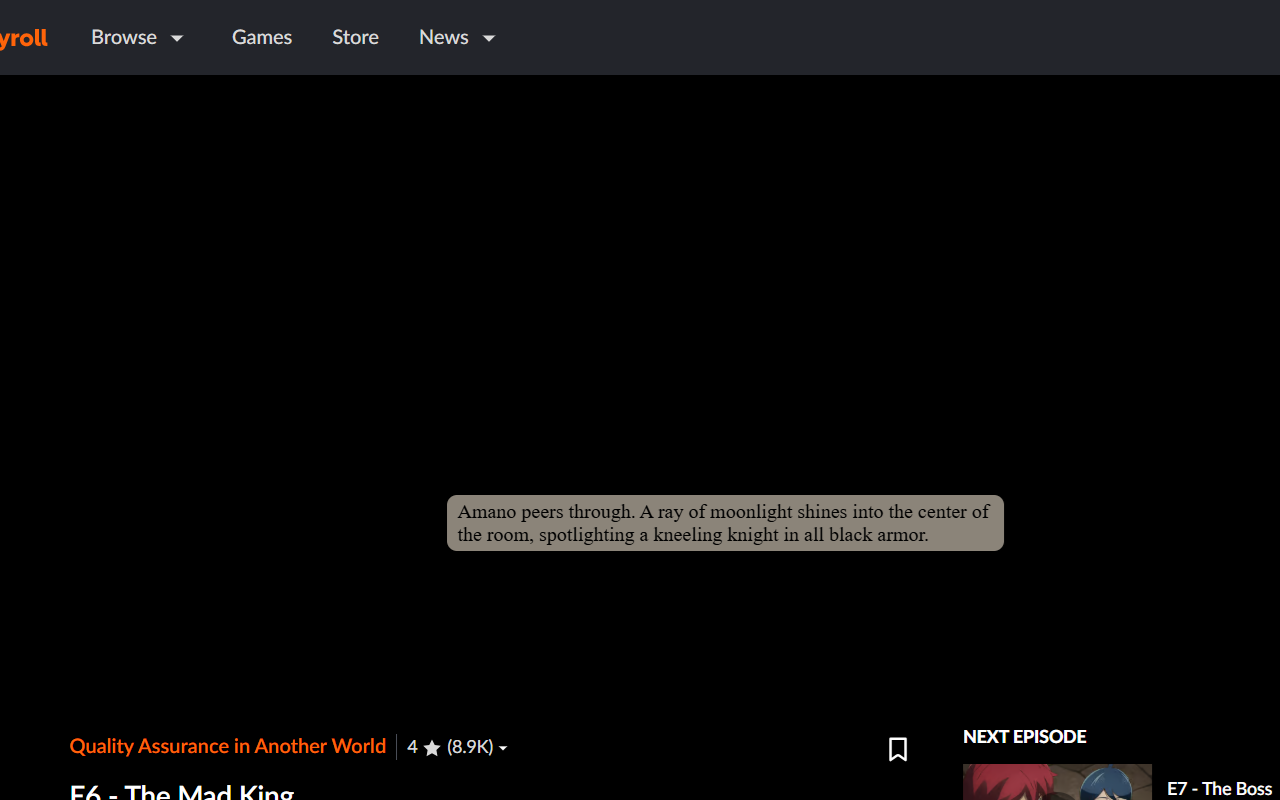 yroll
Browse
Games
Store
News
Amano peers through. A ray of moonlight shines into the center of
the room, spotlighting a kneeling knight in all black armor.
Quality Assurance in Another World
4 ★ (8.9K)
NEXT EPISODE
E6 - The Mad King
E7 - The Boss